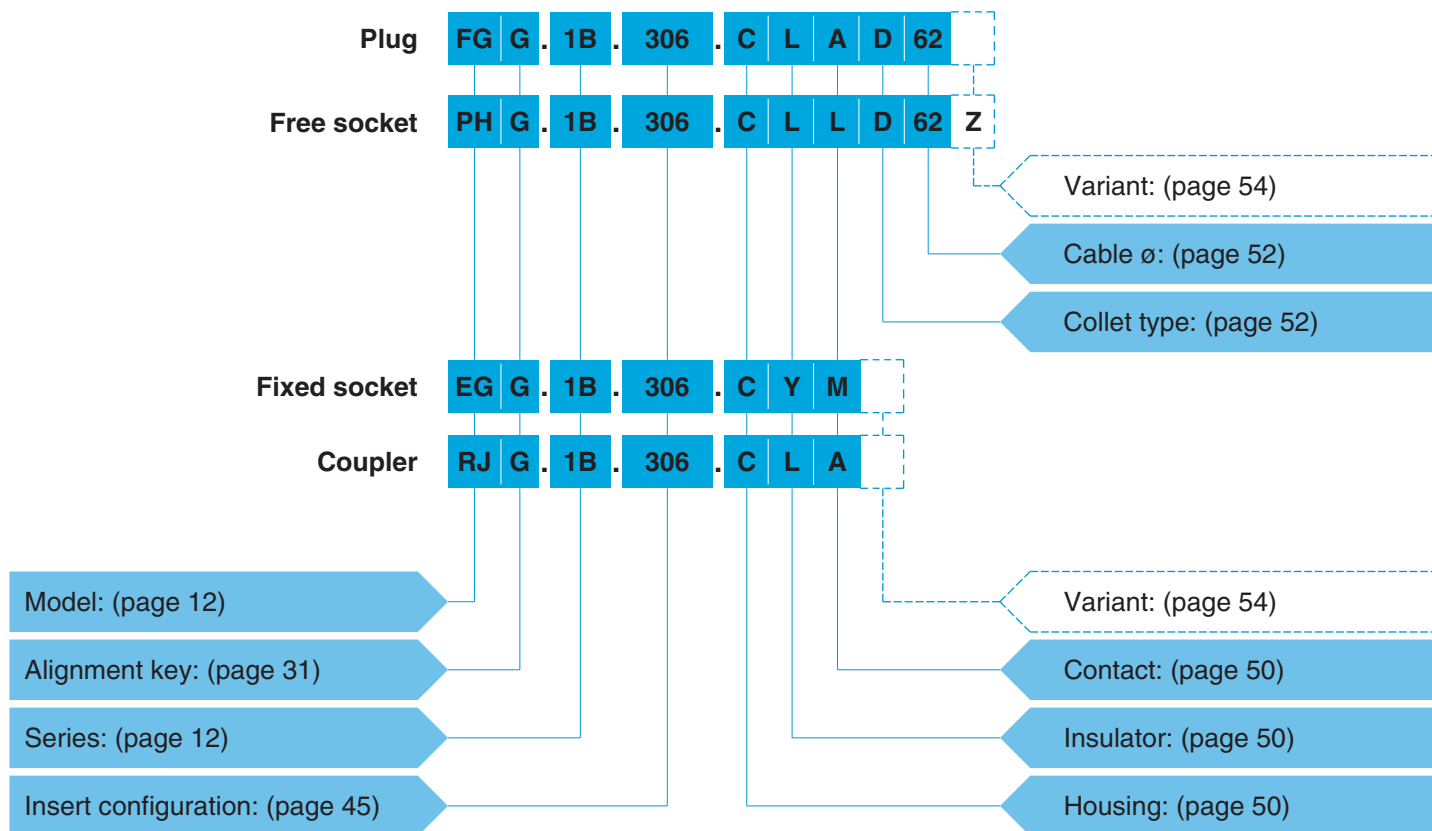 Plug FG G . 1B . 306 . C L A D 62
Free socket PH G . 1B . 306 . C L L D 62 Z
Variant: (page 54)
Cable ø: (page 52)
Collet type: (page 52)
Fixed socket EG G . 1B . 306 . C Y M
Coupler RJ G . 1B . 306 . C L A
Model: (page 12)
Variant: (page 54)
Alignment key: (page 31)
Contact: (page 50)
Series: (page 12)
Insulator: (page 50)
Insert configuration: (page 45)
Housing: (page 50)